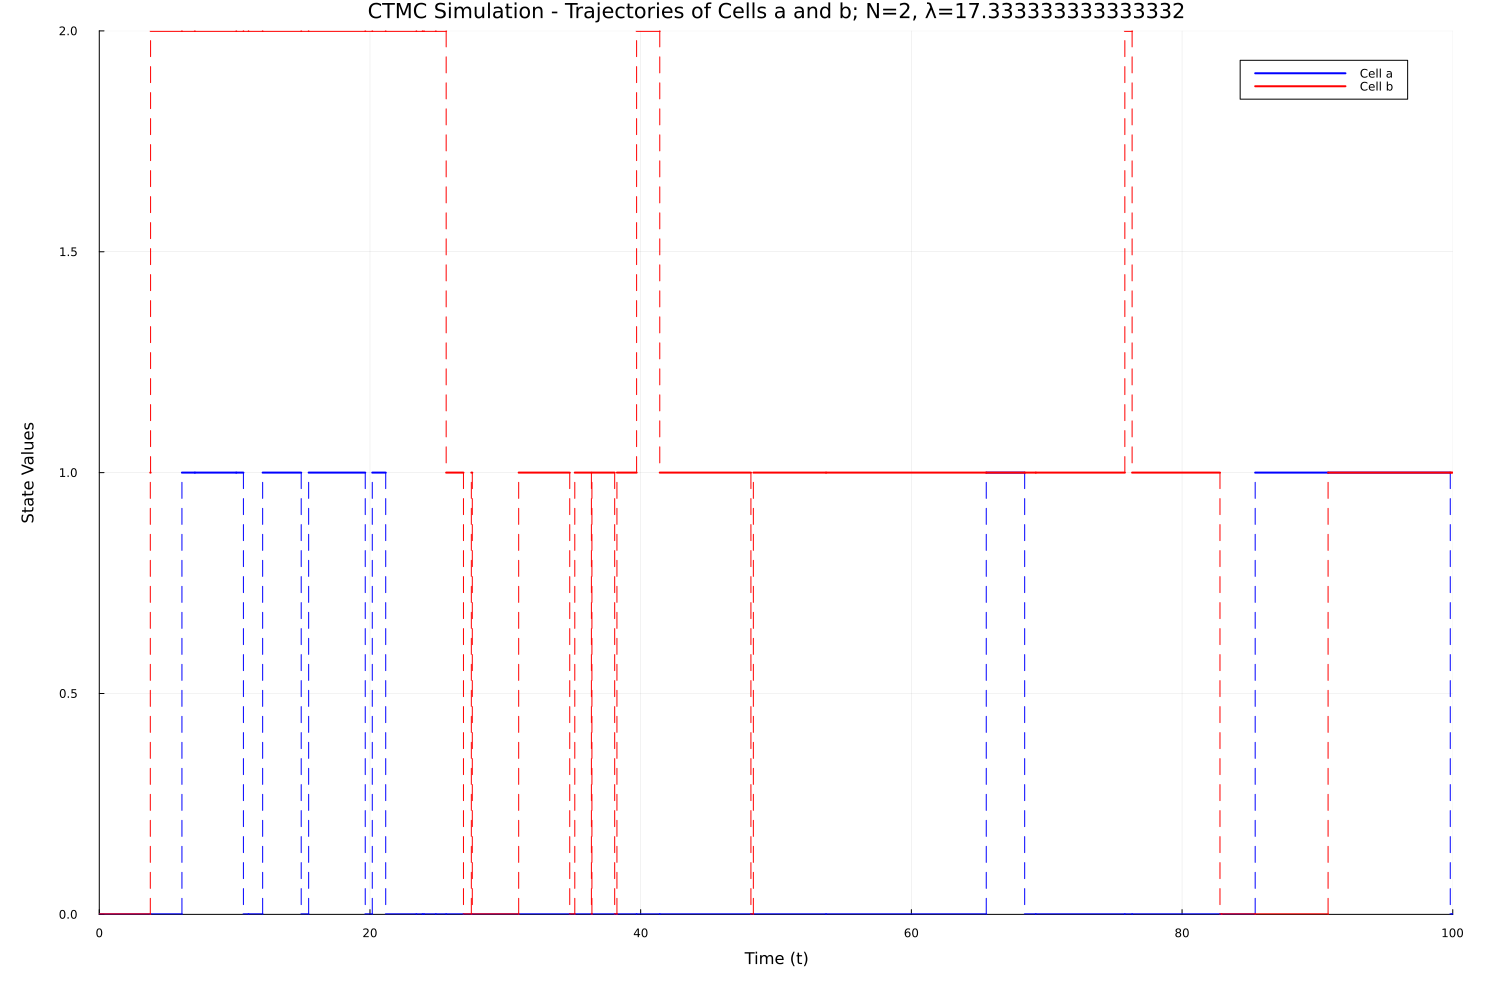 CTMC Simulation - Trajectories of Cells a and b; N=2, λ=17.333333333333332
2.0
Cell a
Cell b
1.5
1.0
State Values
0.5
0.0
0 20 40 60 80 100
Time (t)